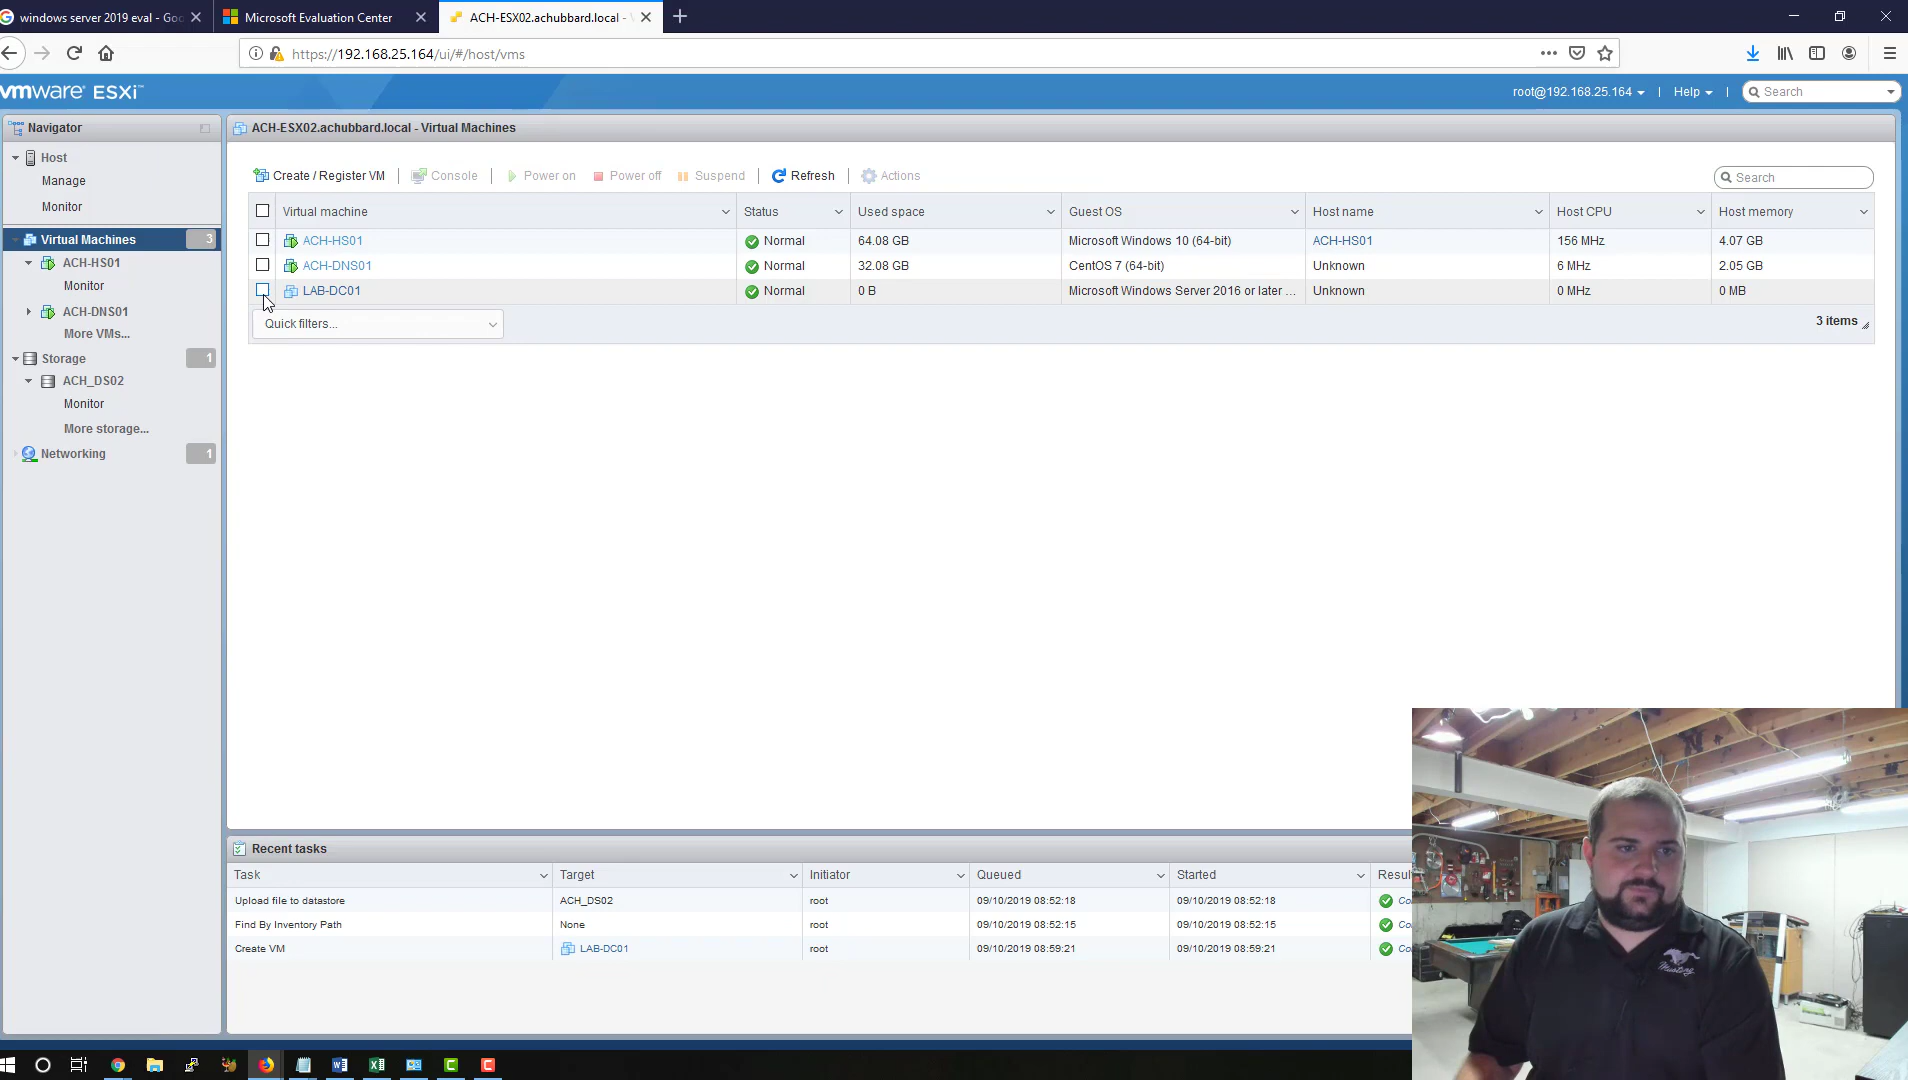 windows server 2019 eval - Goo
Microsoft Evaluation Center
ACH-ESX02.achubbard.local -
https://192.168.25.164/ui/#/host/vms
vmware ESXi™
root@192.168.25.164
Help
Search
Navigator
ACH-ESX02.achubbard.local - Virtual Machines
Host
Manage
Monitor
Virtual Machines 3
ACH-HS01
Monitor
ACH-DNS01
More VMs...
Storage 1
ACH_DS02
Monitor
More storage...
Networking 1
Create / Register VM
Console
Power on
Power off
Suspend
Refresh
Actions
Search
Virtual machine Status Used space Guest OS Host name Host CPU Host memory
ACH-HS01 Normal 64.08 GB Microsoft Windows 10 (64-bit) ACH-HS01 156 MHz 4.07 GB
ACH-DNS01 Normal 32.08 GB CentOS 7 (64-bit) Unknown 6 MHz 2.05 GB
LAB-DC01 Normal 0 B Microsoft Windows Server 2016 or later ... Unknown 0 MHz 0 MB
Quick filters...
3 items
Recent tasks
Task Target Initiator Queued Started Resul
Upload file to datastore ACH_DS02 root 09/10/2019 08:52:18 09/10/2019 08:52:18 Co
Find By Inventory Path None root 09/10/2019 08:52:15 09/10/2019 08:52:15 Co
Create VM LAB-DC01 root 09/10/2019 08:59:21 09/10/2019 08:59:21 Co
Mustang